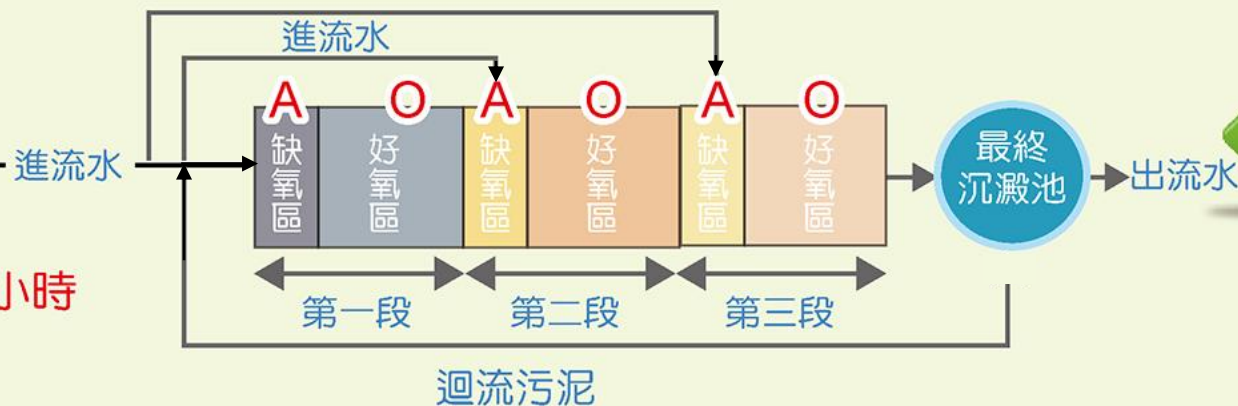 進流水
A O A O A O
進流水
缺氧區
好氧區
缺氧區
好氧區
缺氧區
好氧區
最終
沉澱池
出流水
小時
第一段
第二段
第三段
迴流污泥